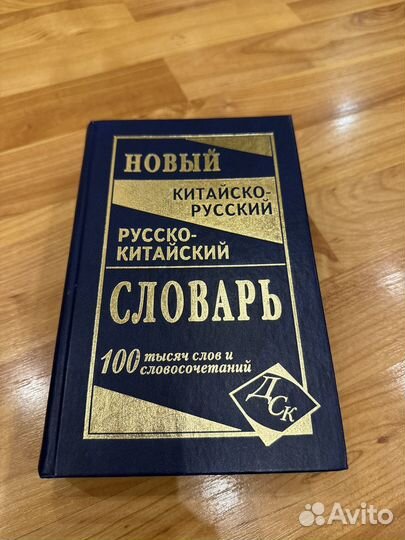 НОВЫЙ
КИТАЙСКО-
РУССКИЙ
РУССКО-
КИТАЙСКИЙ
СЛОВАРЬ
100 тысяч слов и
словосочетаний
ДСК
Avito